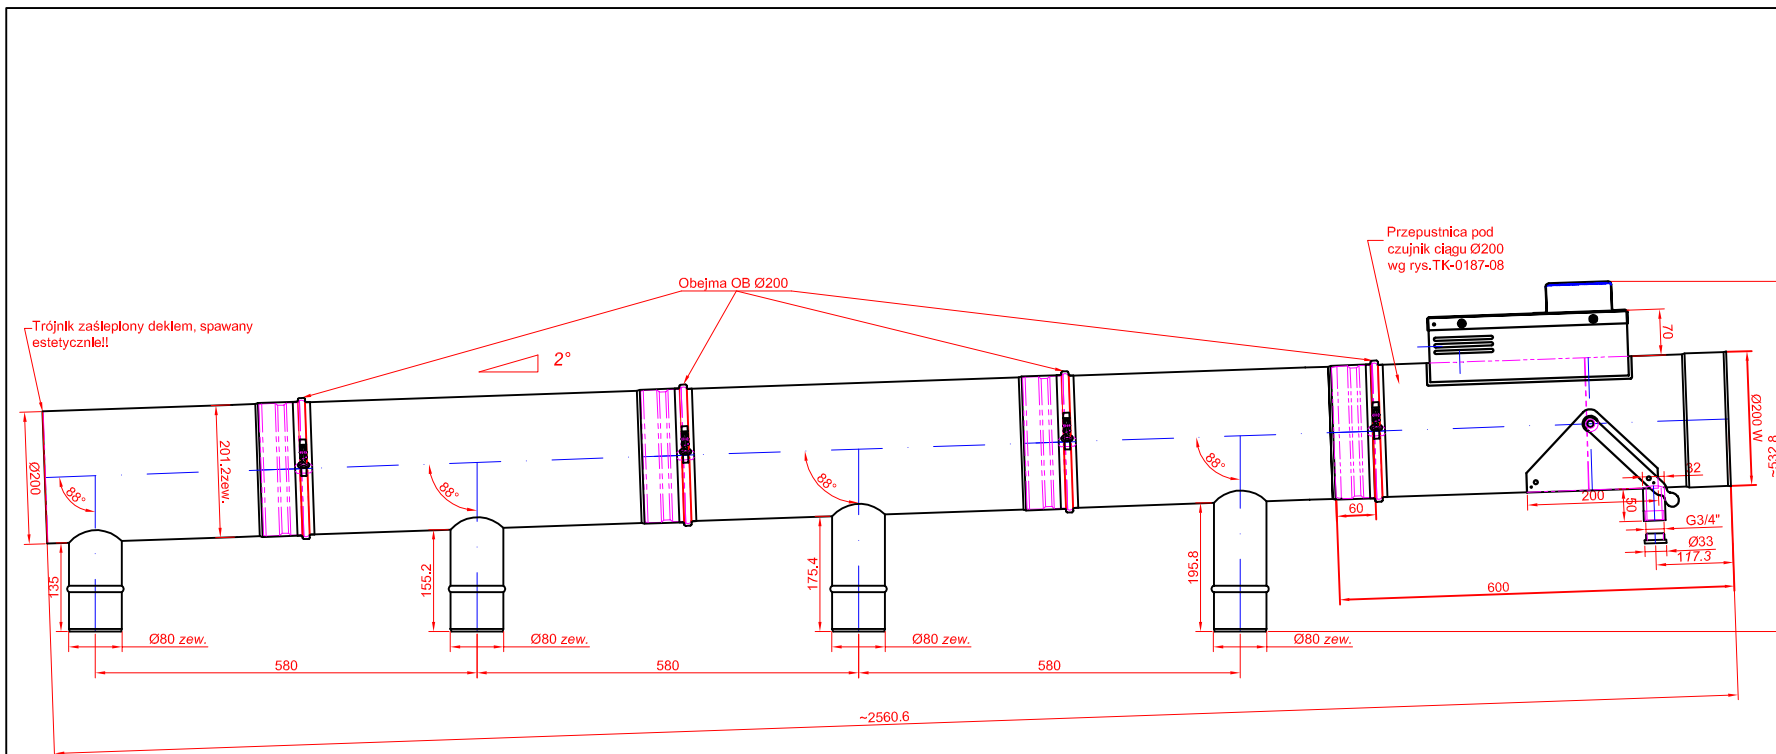 Przepustnica pod
czujnik ciągu Ø200
wg rys.TK-0187-08
Obejma OB Ø200
Trójnik zaślepiony deklem, spawany
estetycznie!!
2°
70
Ø200 W
~532.8
Ø200
201.2zew.
88°
88°
88°
88°
32
200
50
60
G3/4"
Ø33
117.3
135
155.2
175.4
195.8
600
Ø80 zew.
Ø80 zew.
Ø80 zew.
Ø80 zew.
580
580
580
~2560.6